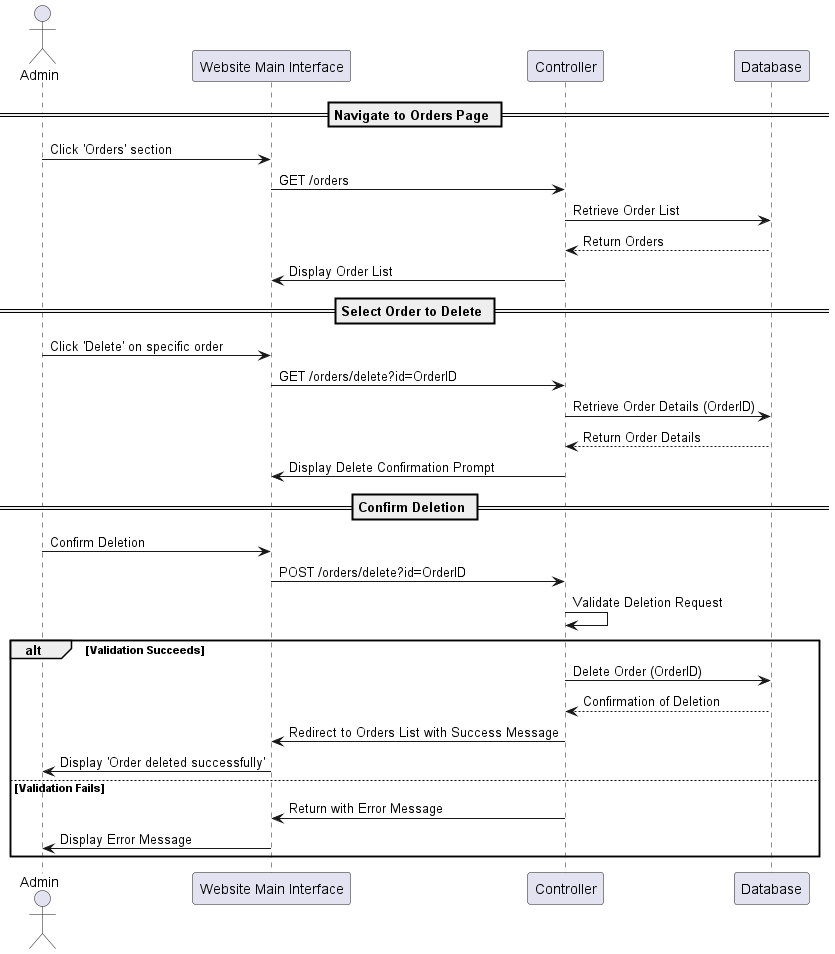 Admin
Website Main Interface
Controller
Database
Navigate to Orders Page
Click 'Orders' section
GET /orders
Retrieve Order List
Return Orders
Display Order List
Select Order to Delete
Click 'Delete' on specific order
GET /orders/delete?id=OrderID
Retrieve Order Details (OrderID)
Return Order Details
Display Delete Confirmation Prompt
Confirm Deletion
Confirm Deletion
POST /orders/delete?id=OrderID
Validate Deletion Request
alt [Validation Succeeds]
Delete Order (OrderID)
Confirmation of Deletion
Redirect to Orders List with Success Message
Display 'Order deleted successfully'
[Validation Fails]
Return with Error Message
Display Error Message
Admin
Website Main Interface
Controller
Database